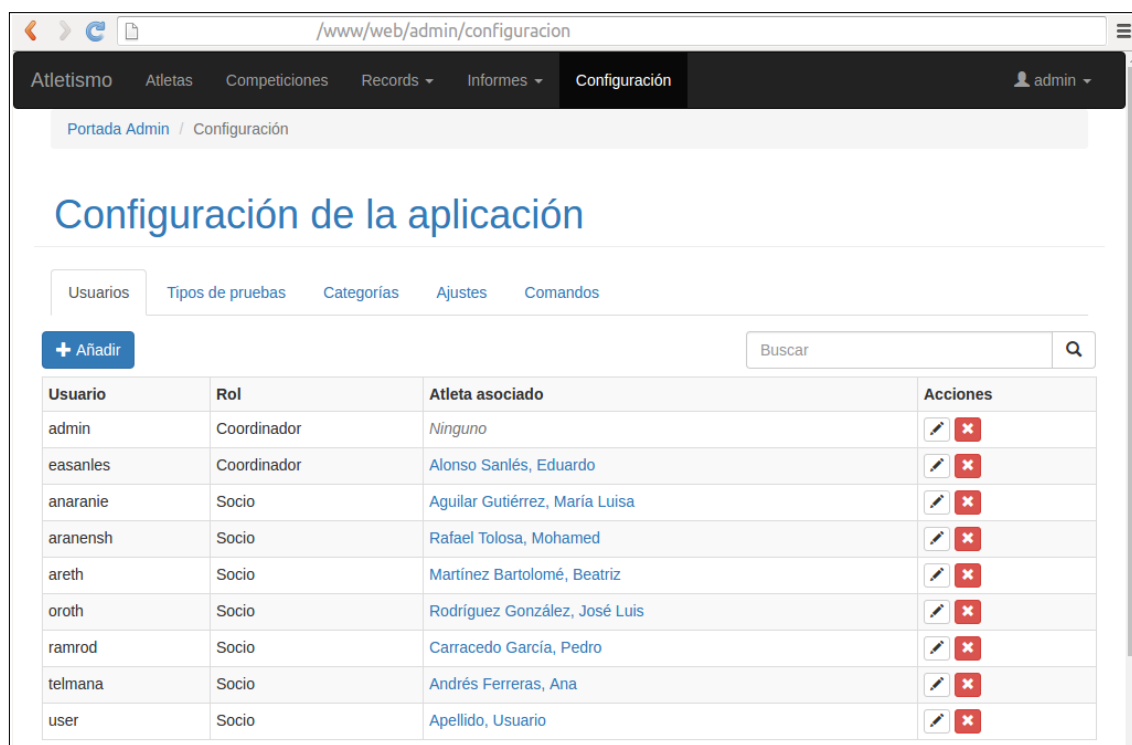 /www/web/admin/configuracion
Atletismo Atletas Competiciones Records Informes Configuración admin
Portada Admin / Configuración
Configuración de la aplicación
Usuarios Tipos de pruebas Categorías Ajustes Comandos
Añadir Buscar
Usuario Rol Atleta asociado Acciones
admin Coordinador Ninguno
easanles Coordinador Alonso Sanlés, Eduardo
anaranie Socio Aguilar Gutiérrez, María Luisa
aranensh Socio Rafael Tolosa, Mohamed
areth Socio Martínez Bartolomé, Beatriz
oroth Socio Rodríguez González, José Luis
ramrod Socio Carracedo García, Pedro
telmana Socio Andrés Ferreras, Ana
user Socio Apellido, Usuario